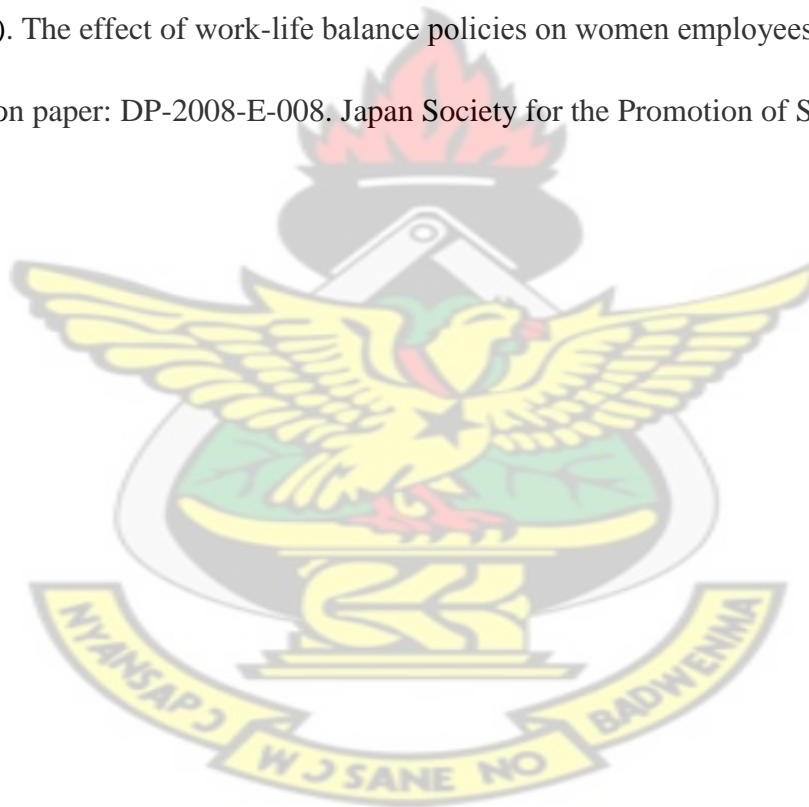 ). The effect of work-life balance policies on women employees
on paper: DP-2008-E-008. Japan Society for the Promotion of S
NYANSAPƆ WƆ SANE NO BADWENMA